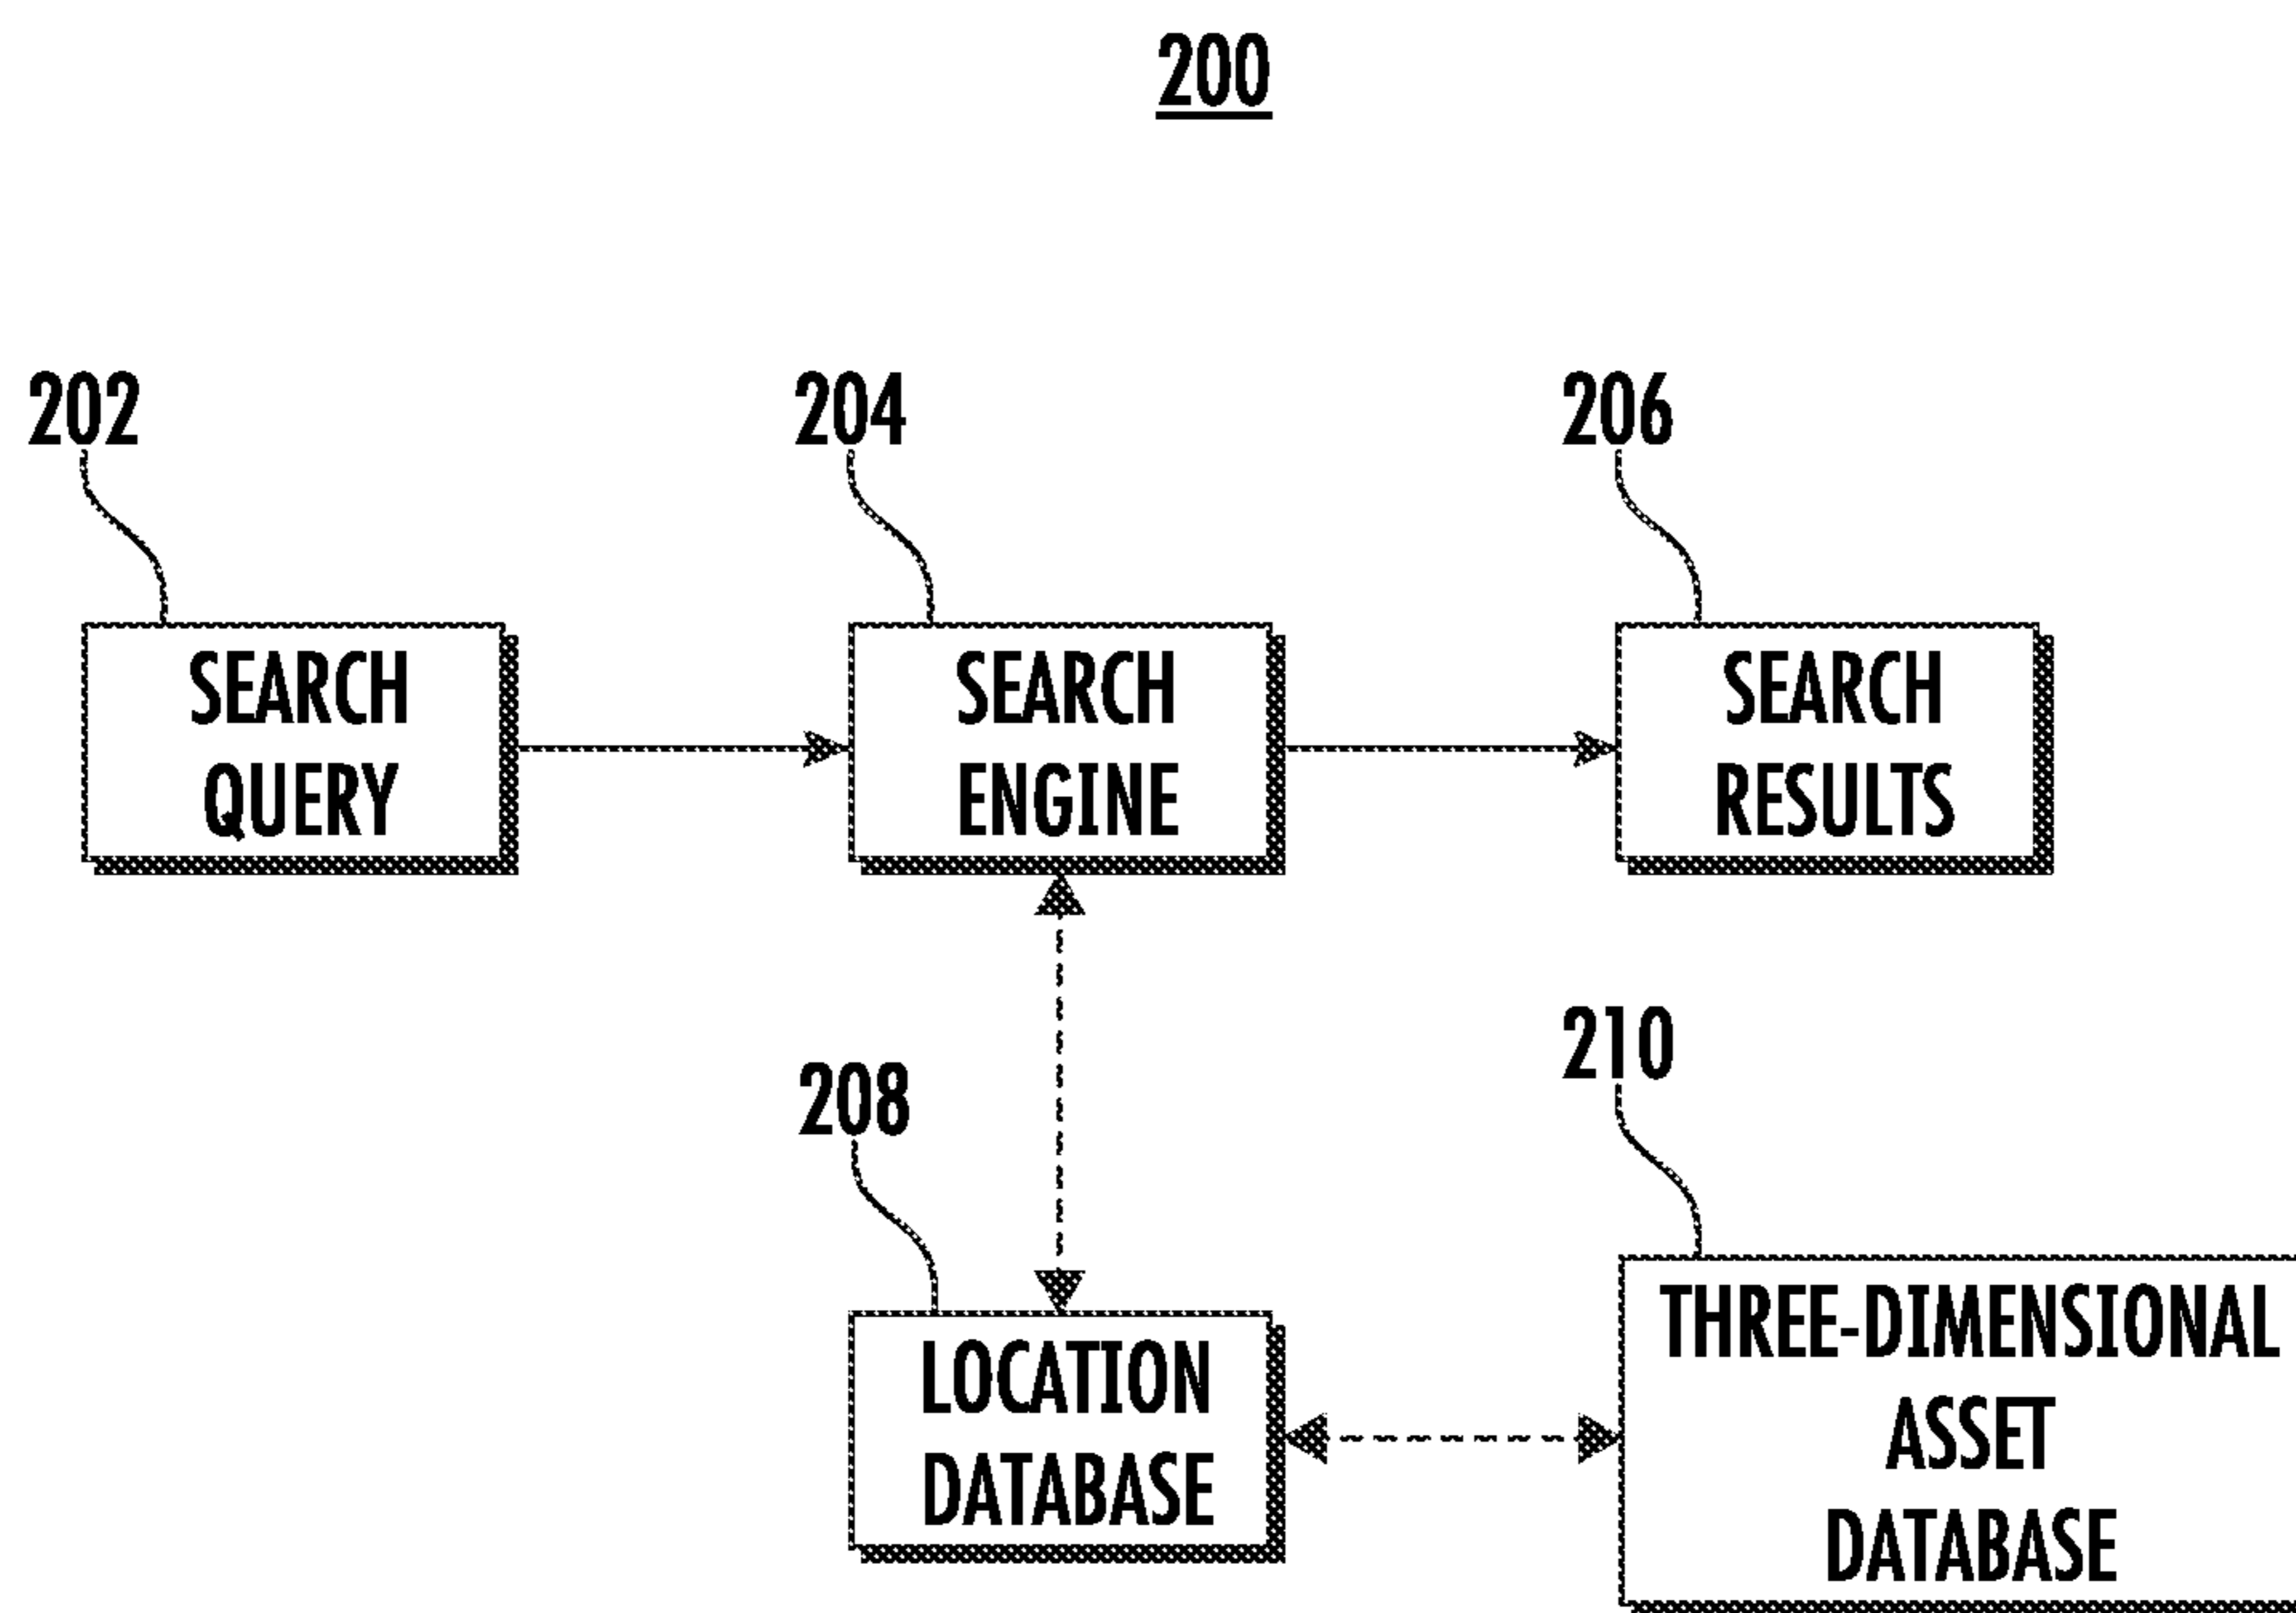 200
202
204
206
SEARCH
QUERY
SEARCH
ENGINE
SEARCH
RESULTS
208
210
LOCATION
DATABASE
THREE-DIMENSIONAL
ASSET
DATABASE